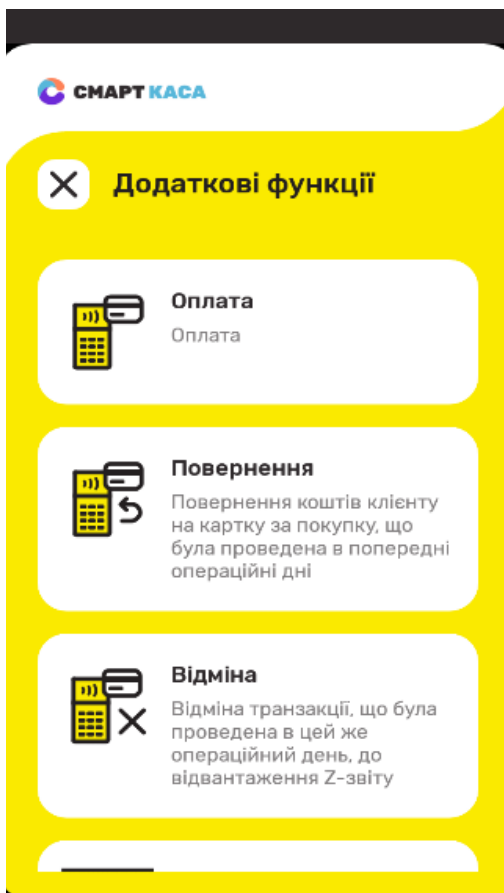 СМАРТ КАСА
Додаткові функції
Оплата
Оплата
Повернення
Повернення коштів клієнту
на картку за покупку, що
була проведена в попередні
операційні дні
Відміна
Відміна транзакції, що була
проведена в цей же
операційний день, до
відвантаження Z-звіту